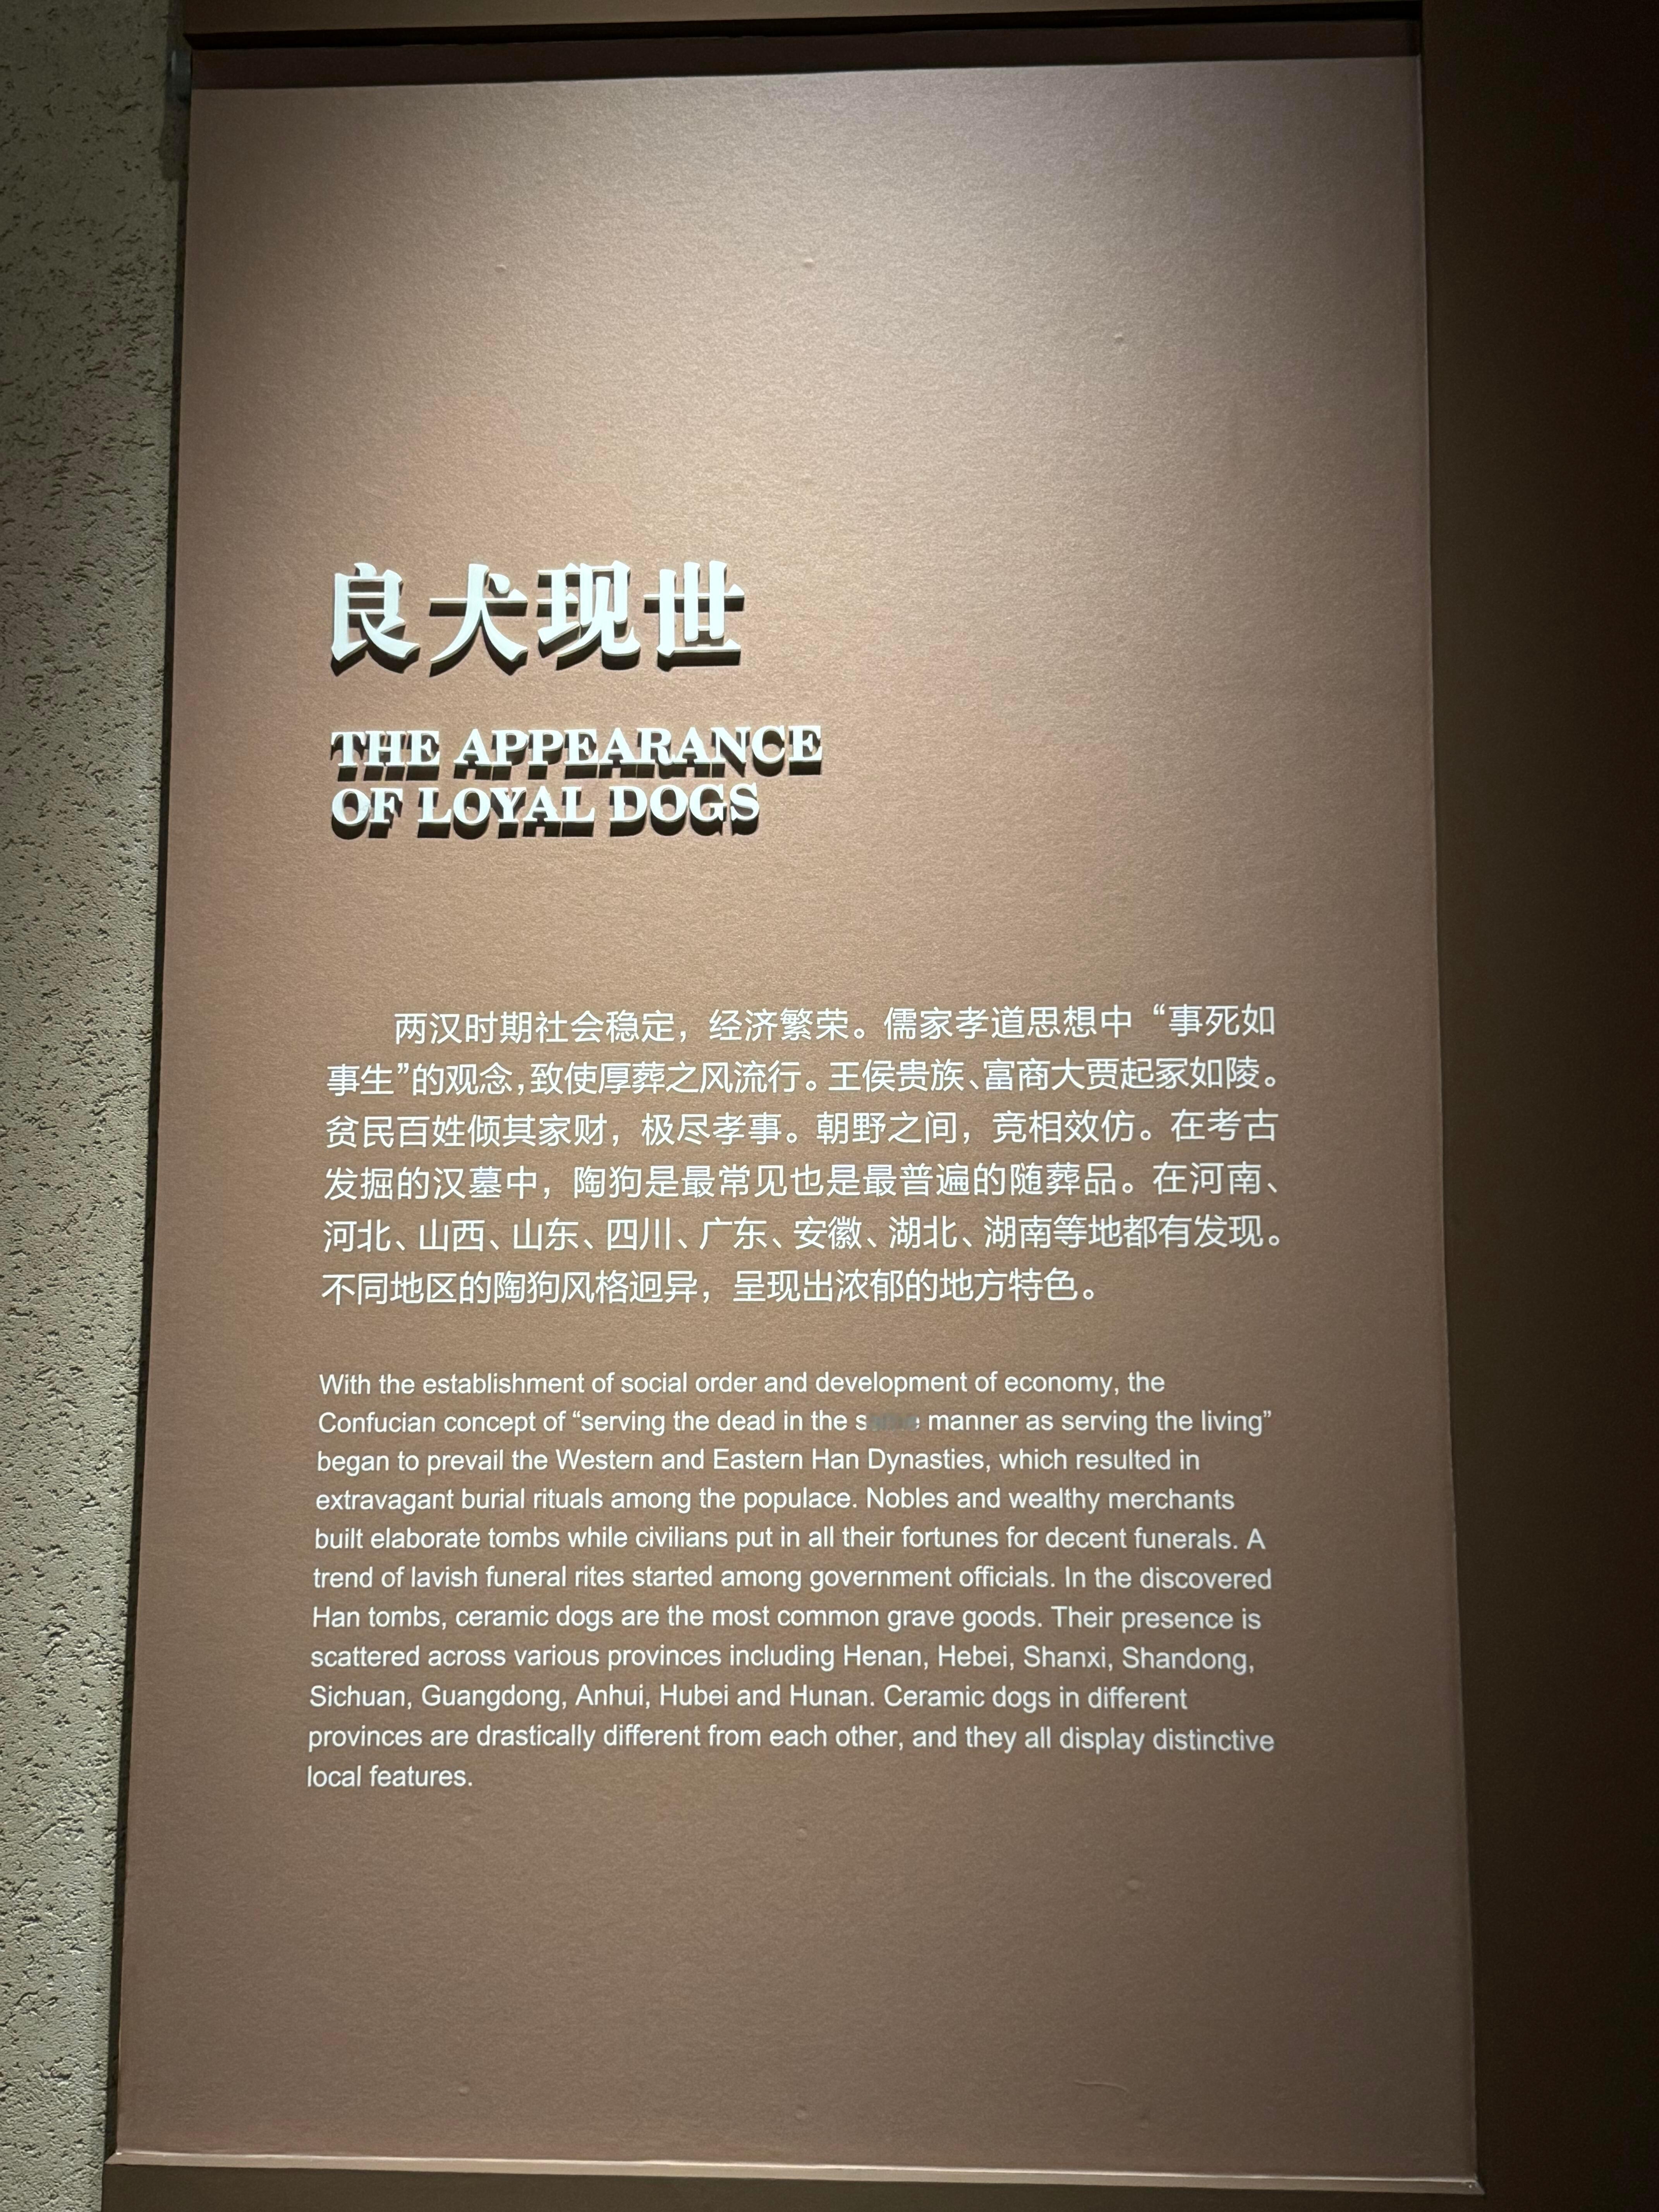 良犬现世
THE APPEARANCE
OF LOYAL DOGS
两汉时期社会稳定，经济繁荣。儒家孝道思想中“事死如
事生”的观念，致使厚葬之风流行。王侯贵族、富商大贾起冢如陵。
贫民百姓倾其家财，极尽孝事。朝野之间，竞相效仿。在考古
发掘的汉墓中，陶狗是最常见也是最普遍的随葬品。在河南、
河北、山西、山东、四川、广东、安徽、湖北、湖南等地都有发现。
不同地区的陶狗风格迥异，呈现出浓郁的地方特色。
With the establishment of social order and development of economy, the
Confucian concept of “serving the dead in the manner as serving the living”
began to prevail the Western and Eastern Han Dynasties, which resulted in
extravagant burial rituals among the populace. Nobles and wealthy merchants
built elaborate tombs while civilians put in all their fortunes for decent funerals. A
trend of lavish funeral rites started among government officials. In the discovered
Han tombs, ceramic dogs are the most common grave goods. Their presence is
scattered across various provinces including Henan, Hebei, Shanxi, Shandong,
Sichuan, Guangdong, Anhui, Hubei and Hunan. Ceramic dogs in different
provinces are drastically different from each other, and they all display distinctive
local features.